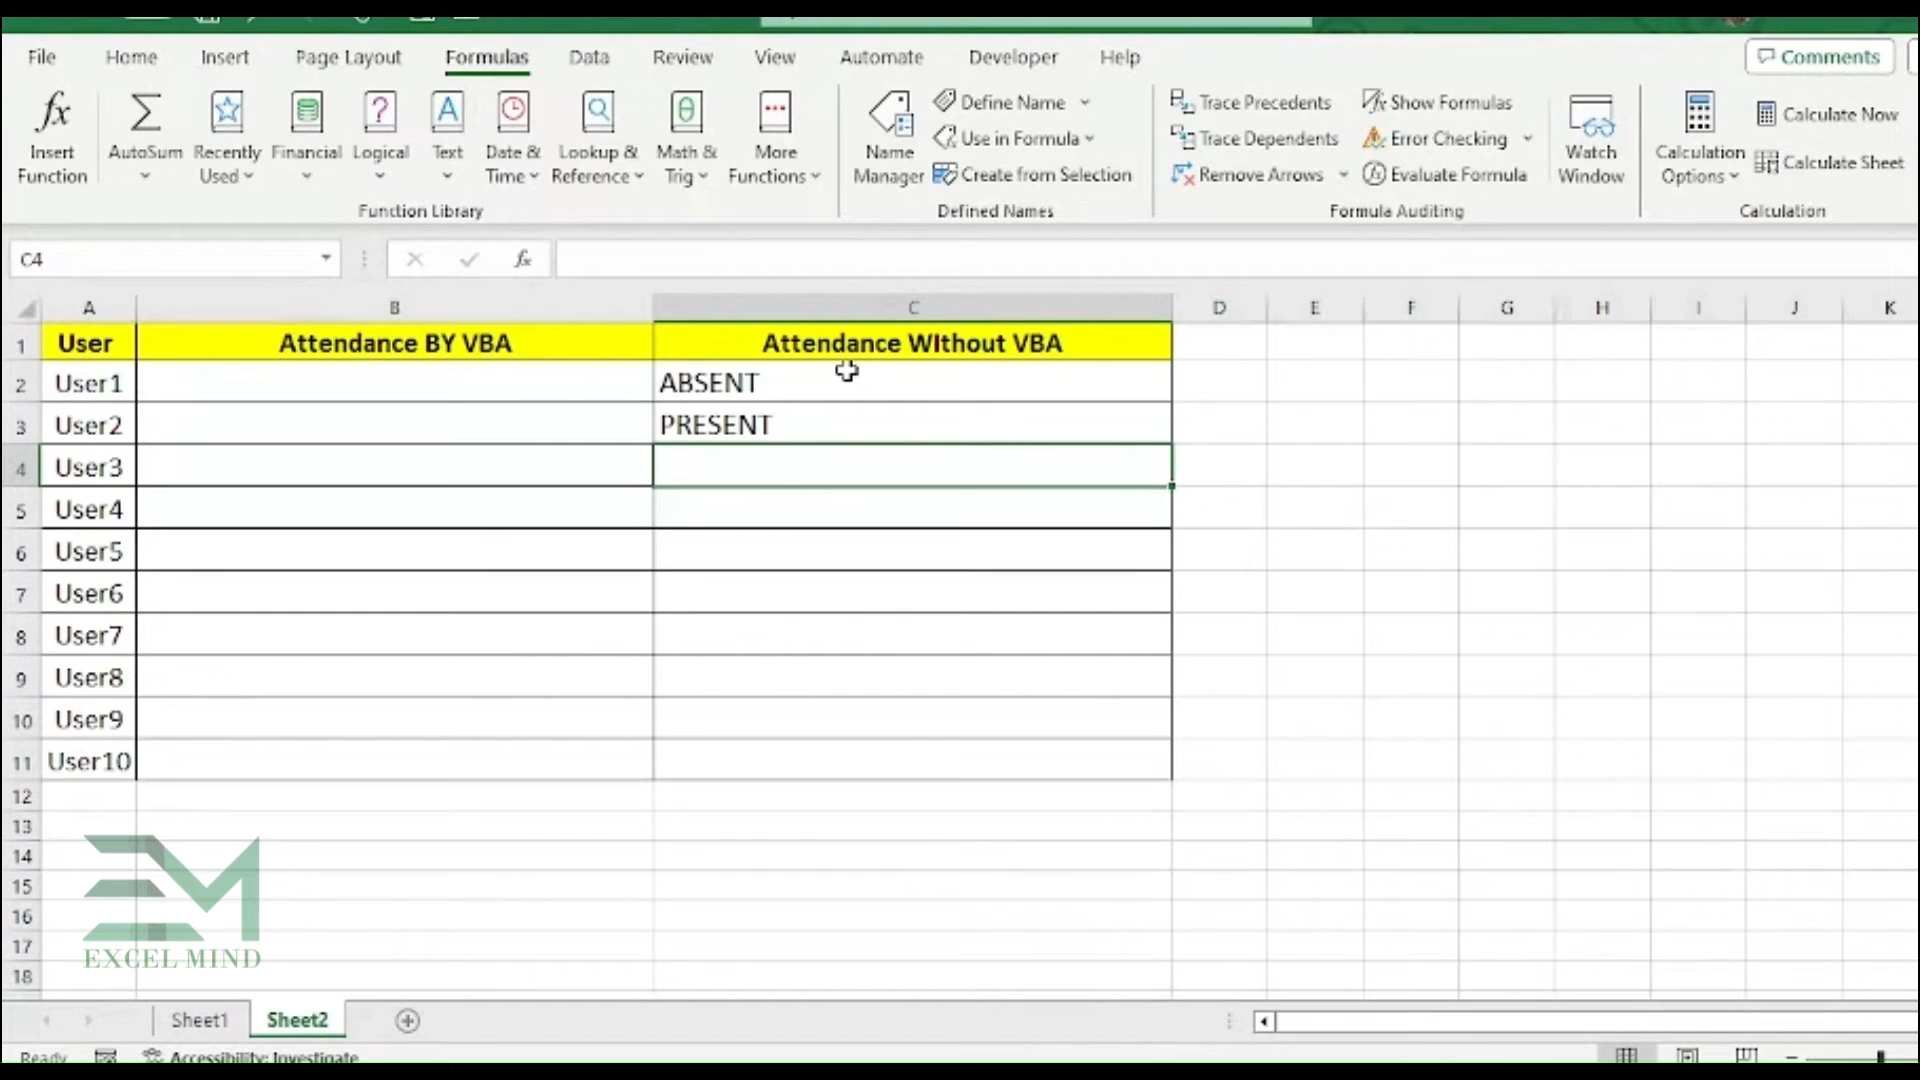 File Home Insert Page Layout Formulas Data Review View Automate Developer Help Comments
fx AutoSum Recently Used Financial Logical Text Date & Time Lookup & Reference Math & Trig More Functions
Insert Function
Function Library
Name Manager
Define Name
Use in Formula
Create from Selection
Defined Names
Trace Precedents
Trace Dependents
Remove Arrows
Show Formulas
Error Checking
Evaluate Formula
Formula Auditing
Watch Window
Calculation Options
Calculate Now
Calculate Sheet
Calculation
C4 fx
A B C D E F G H I J K
1 User Attendance BY VBA Attendance WIthout VBA
2 User1 ABSENT
3 User2 PRESENT
4 User3
5 User4
6 User5
7 User6
8 User7
9 User8
10 User9
11 User10
12
13
14
15
16
17
18
EM
EXCEL MIND
Sheet1 Sheet2
Ready Accessibility: Investigate